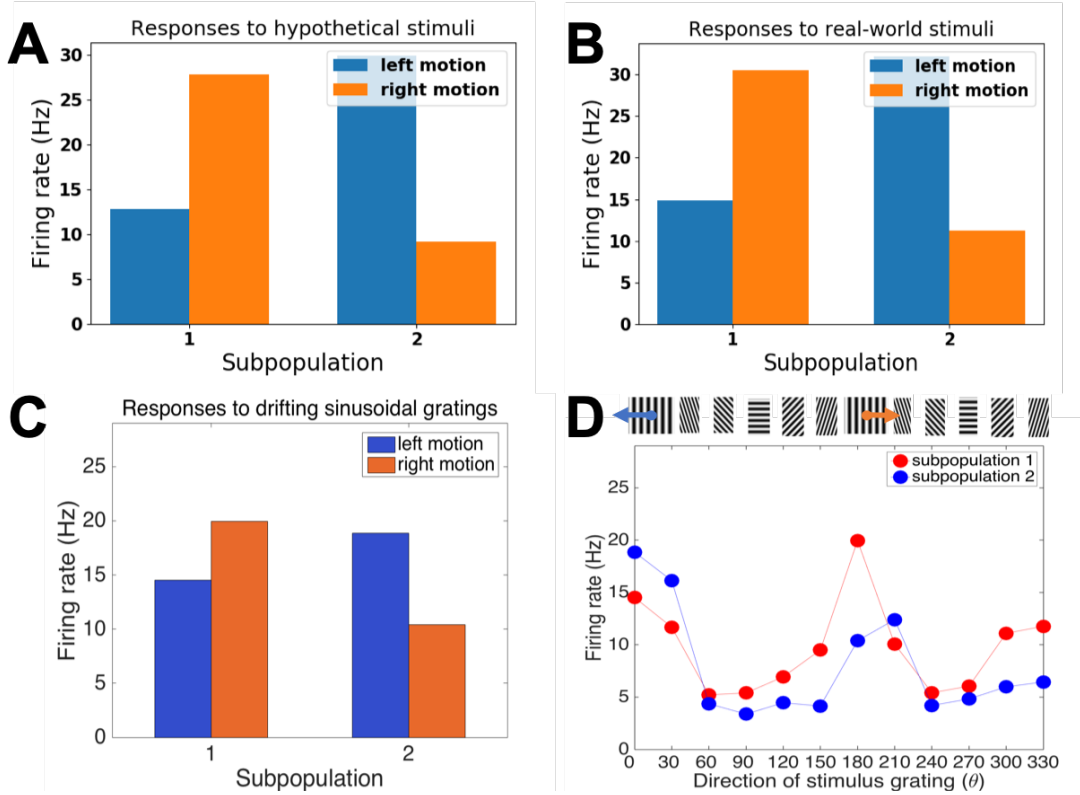 A
Responses to hypothetical stimuli
30
25
20
15
10
5
0
Firing rate (Hz)
left motion
right motion
1
2
Subpopulation
B
Responses to real-world stimuli
30
25
20
15
10
5
0
Firing rate (Hz)
left motion
right motion
1
2
Subpopulation
C
Responses to drifting sinusoidal gratings
25
20
15
10
5
0
Firing rate (Hz)
left motion
right motion
1
2
Subpopulation
D
25
20
15
10
5
0
Firing rate (Hz)
subpopulation 1
subpopulation 2
0 30 60 90 120 150 180 210 240 270 300 330
Direction of stimulus grating (θ)